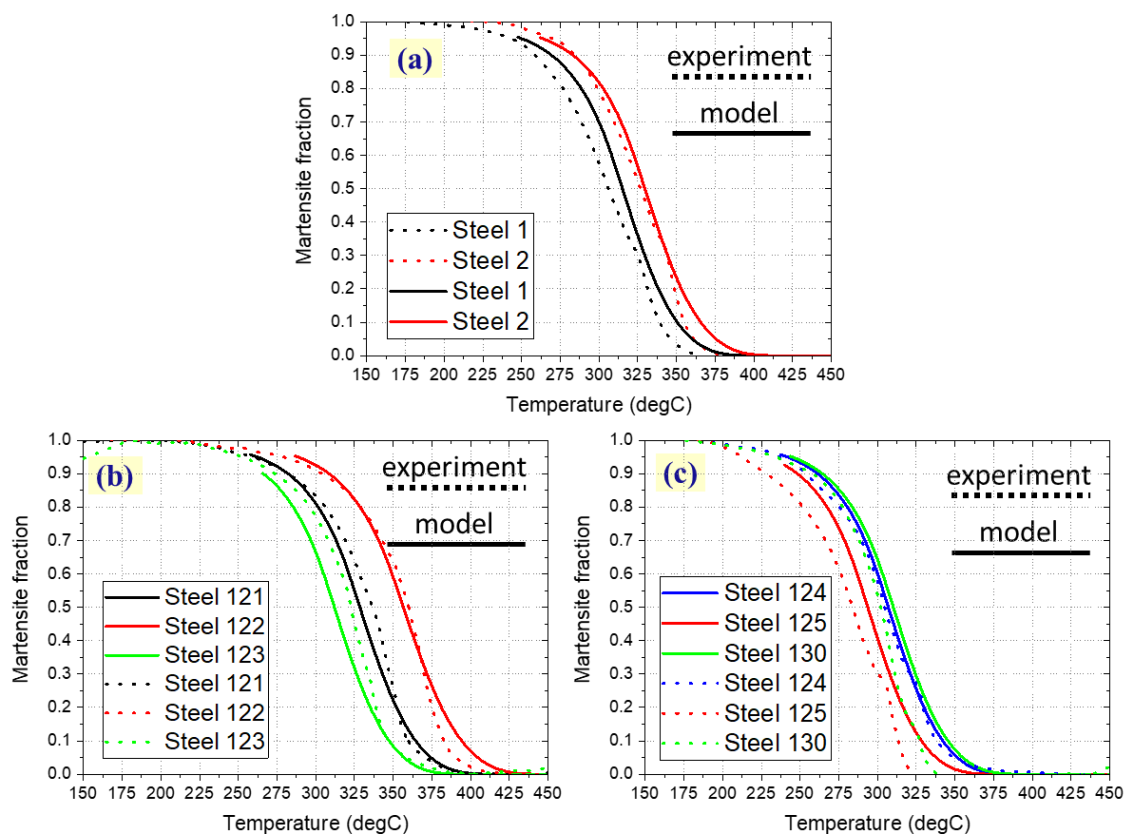 (a)
experiment
model
Steel 1
Steel 2
Steel 1
Steel 2
Martensite fraction
1.0
0.9
0.8
0.7
0.6
0.5
0.4
0.3
0.2
0.1
0.0
150 175 200 225 250 275 300 325 350 375 400 425 450
Temperature (degC)
(b)
experiment
model
Steel 121
Steel 122
Steel 123
Steel 121
Steel 122
Steel 123
Martensite fraction
1.0
0.9
0.8
0.7
0.6
0.5
0.4
0.3
0.2
0.1
0.0
150 175 200 225 250 275 300 325 350 375 400 425 450
Temperature (degC)
(c)
experiment
model
Steel 124
Steel 125
Steel 130
Steel 124
Steel 125
Steel 130
Martensite fraction
1.0
0.9
0.8
0.7
0.6
0.5
0.4
0.3
0.2
0.1
0.0
150 175 200 225 250 275 300 325 350 375 400 425 450
Temperature (degC)